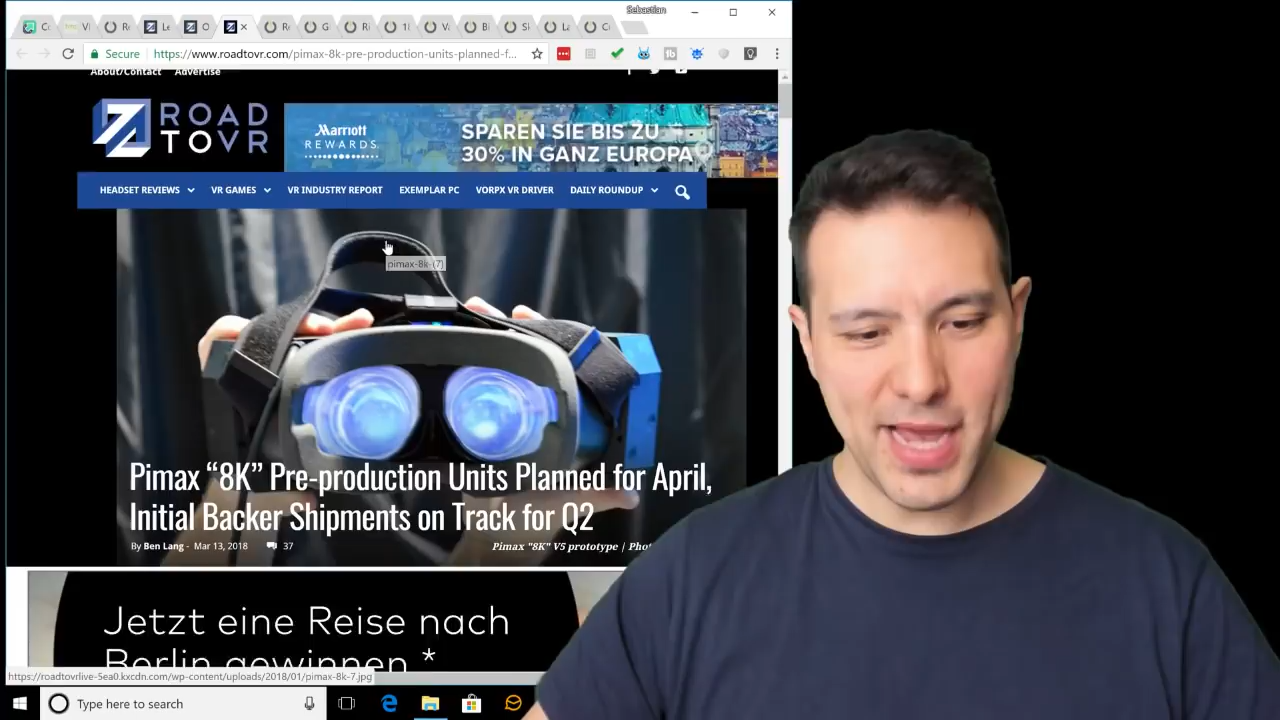 Sebastian
Secure
https://www.roadtovr.com/pimax-8k-pre-production-units-planned-f...
About/Contact
Advertise
ROAD
TOVR
Marriott
REWARDS
SPAREN SIE BIS ZU
30% IN GANZ EUROPA
HEADSET REVIEWS
VR GAMES
VR INDUSTRY REPORT
EXEMPLAR PC
VORPX VR DRIVER
DAILY ROUNDUP
pimax-8k-(7)
Pimax “8K” Pre-production Units Planned for April,
Initial Backer Shipments on Track for Q2
By Ben Lang - Mar 13, 2018
37
Pimax "8K" V5 prototype |
Jetzt eine Reise nach
Berlin gewinnen *
https://roadtovrlive-5ea0.kxcdn.com/wp-content/uploads/2018/01/pimax-8k-7.jpg
Type here to search